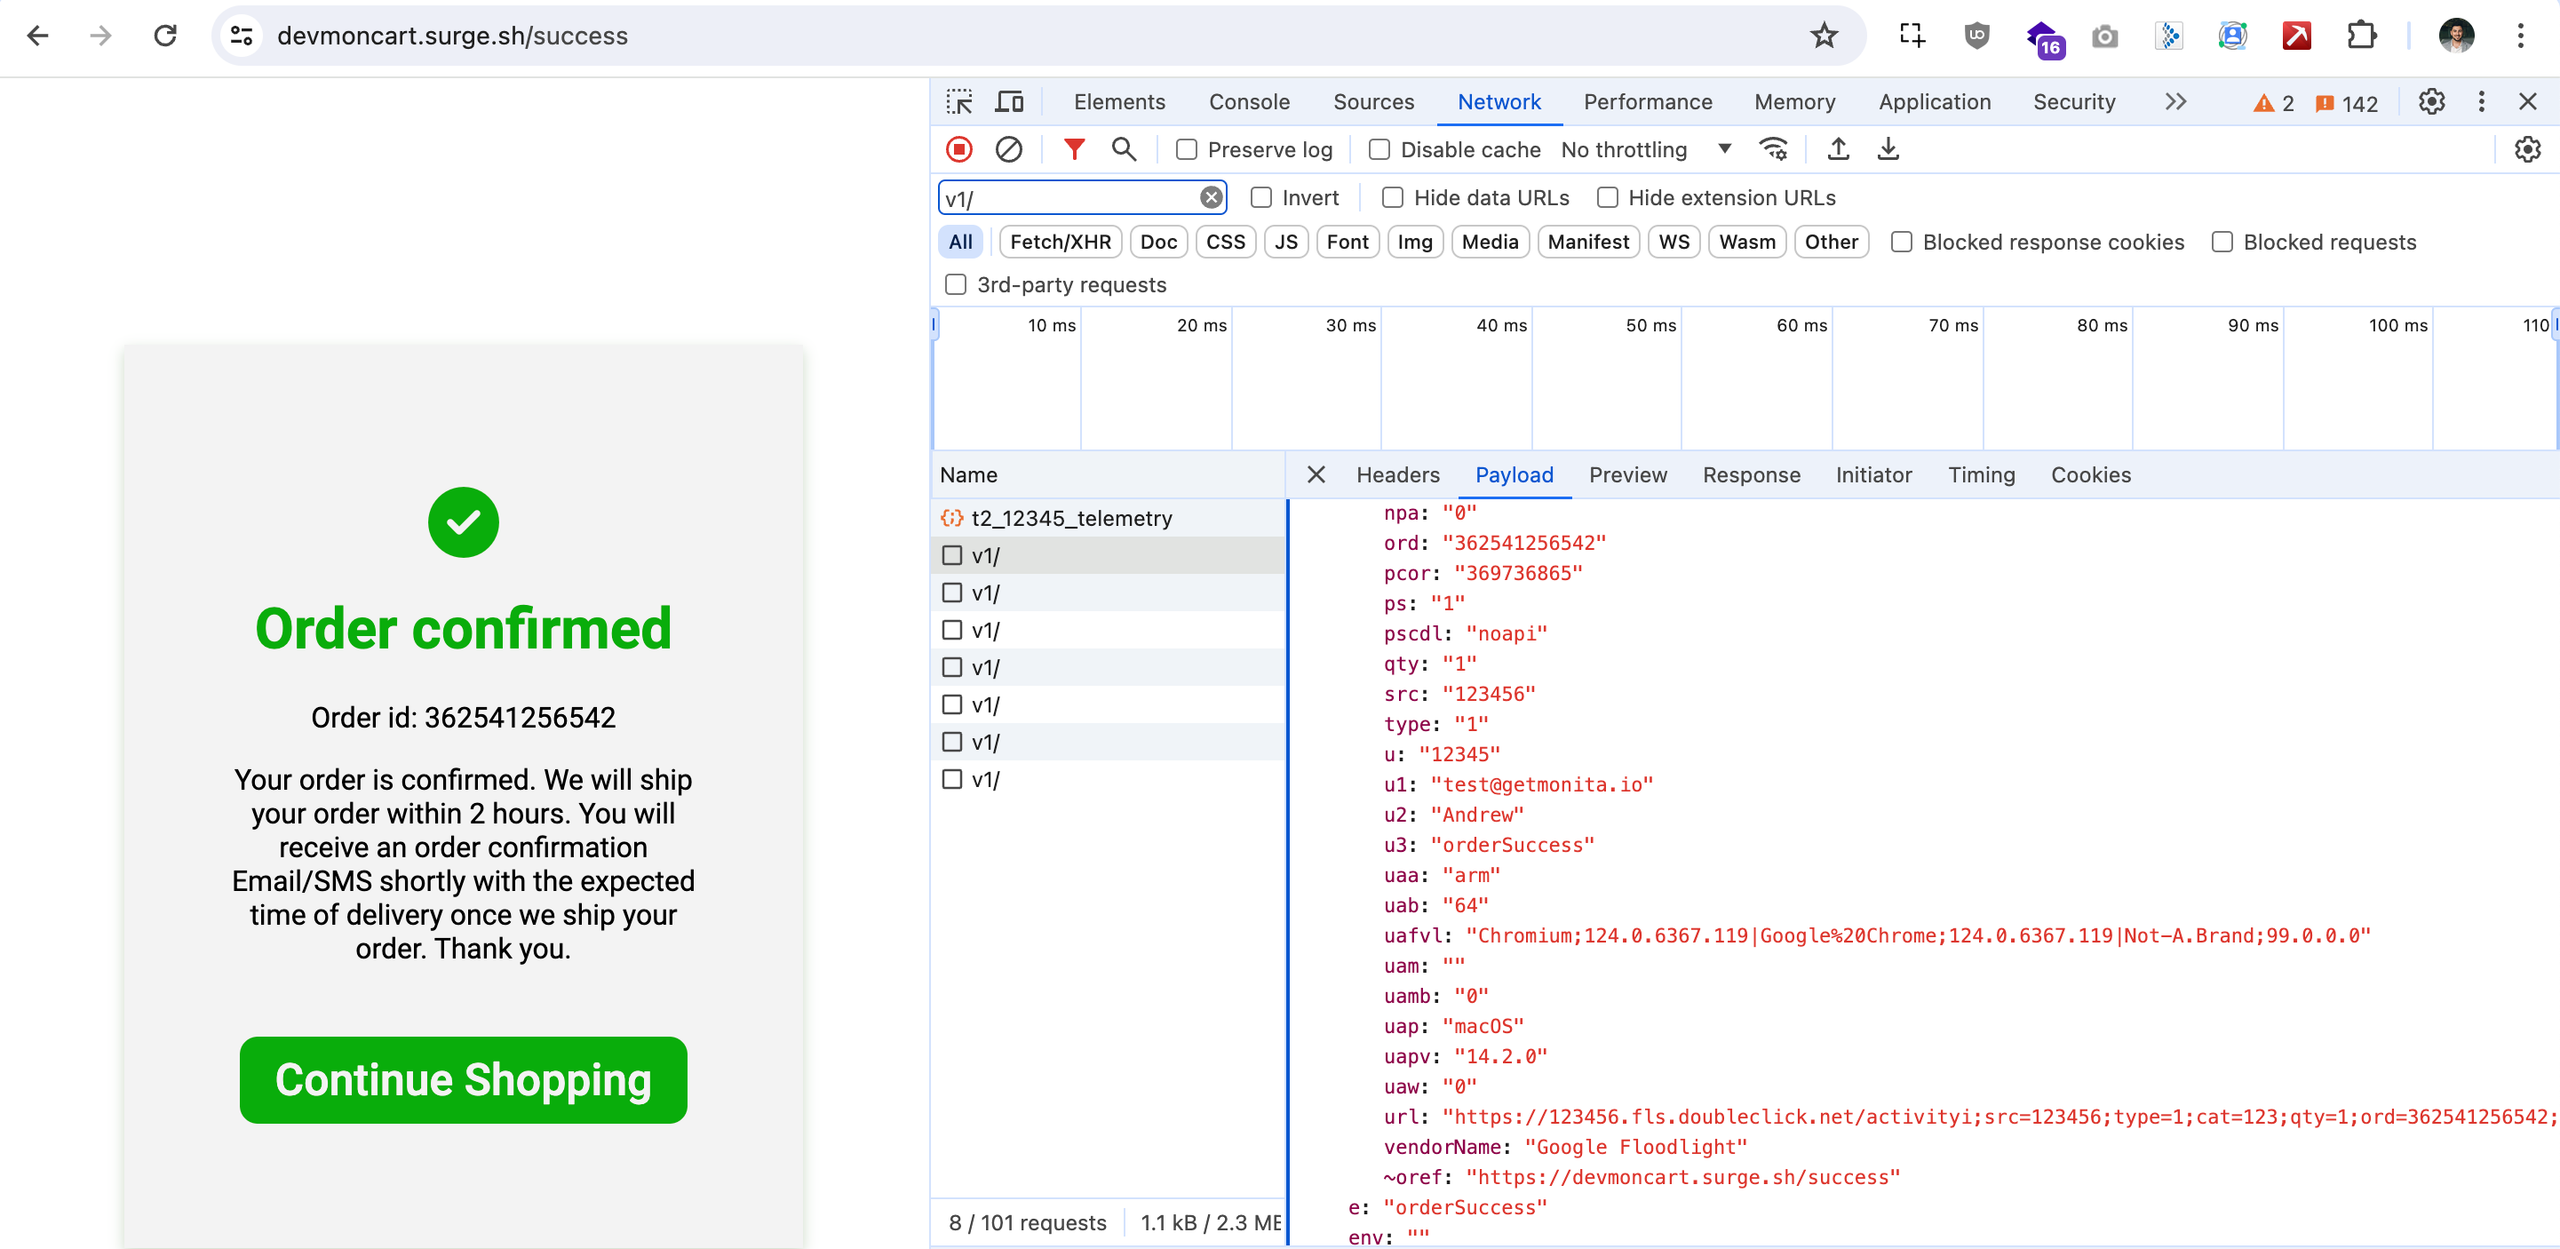 devmoncart.surge.sh/success
16
Elements Console Sources Network Performance Memory Application Security 2 142
Preserve log Disable cache No throttling
v1/ Invert Hide data URLs Hide extension URLs
All Fetch/XHR Doc CSS JS Font Img Media Manifest WS Wasm Other Blocked response cookies Blocked requests
3rd-party requests
10 ms 20 ms 30 ms 40 ms 50 ms 60 ms 70 ms 80 ms 90 ms 100 ms 110
Order confirmed
Order id: 362541256542
Your order is confirmed. We will ship
your order within 2 hours. You will
receive an order confirmation
Email/SMS shortly with the expected
time of delivery once we ship your
order. Thank you.
Continue Shopping
Name
t2_12345_telemetry
v1/
v1/
v1/
v1/
v1/
v1/
v1/
8 / 101 requests 1.1 kB / 2.3 ME
Headers Payload Preview Response Initiator Timing Cookies
npa: "0"
ord: "362541256542"
pcor: "369736865"
ps: "1"
pscdl: "noapi"
qty: "1"
src: "123456"
type: "1"
u: "12345"
u1: "test@getmonita.io"
u2: "Andrew"
u3: "orderSuccess"
uaa: "arm"
uab: "64"
uafvl: "Chromium;124.0.6367.119|Google%20Chrome;124.0.6367.119|Not-A.Brand;99.0.0.0"
uam: ""
uamb: "0"
uap: "macOS"
uapv: "14.2.0"
uaw: "0"
url: "https://123456.fls.doubleclick.net/activityi;src=123456;type=1;cat=123;qty=1;ord=362541256542;
vendorName: "Google Floodlight"
~oref: "https://devmoncart.surge.sh/success"
e: "orderSuccess"
env: ""